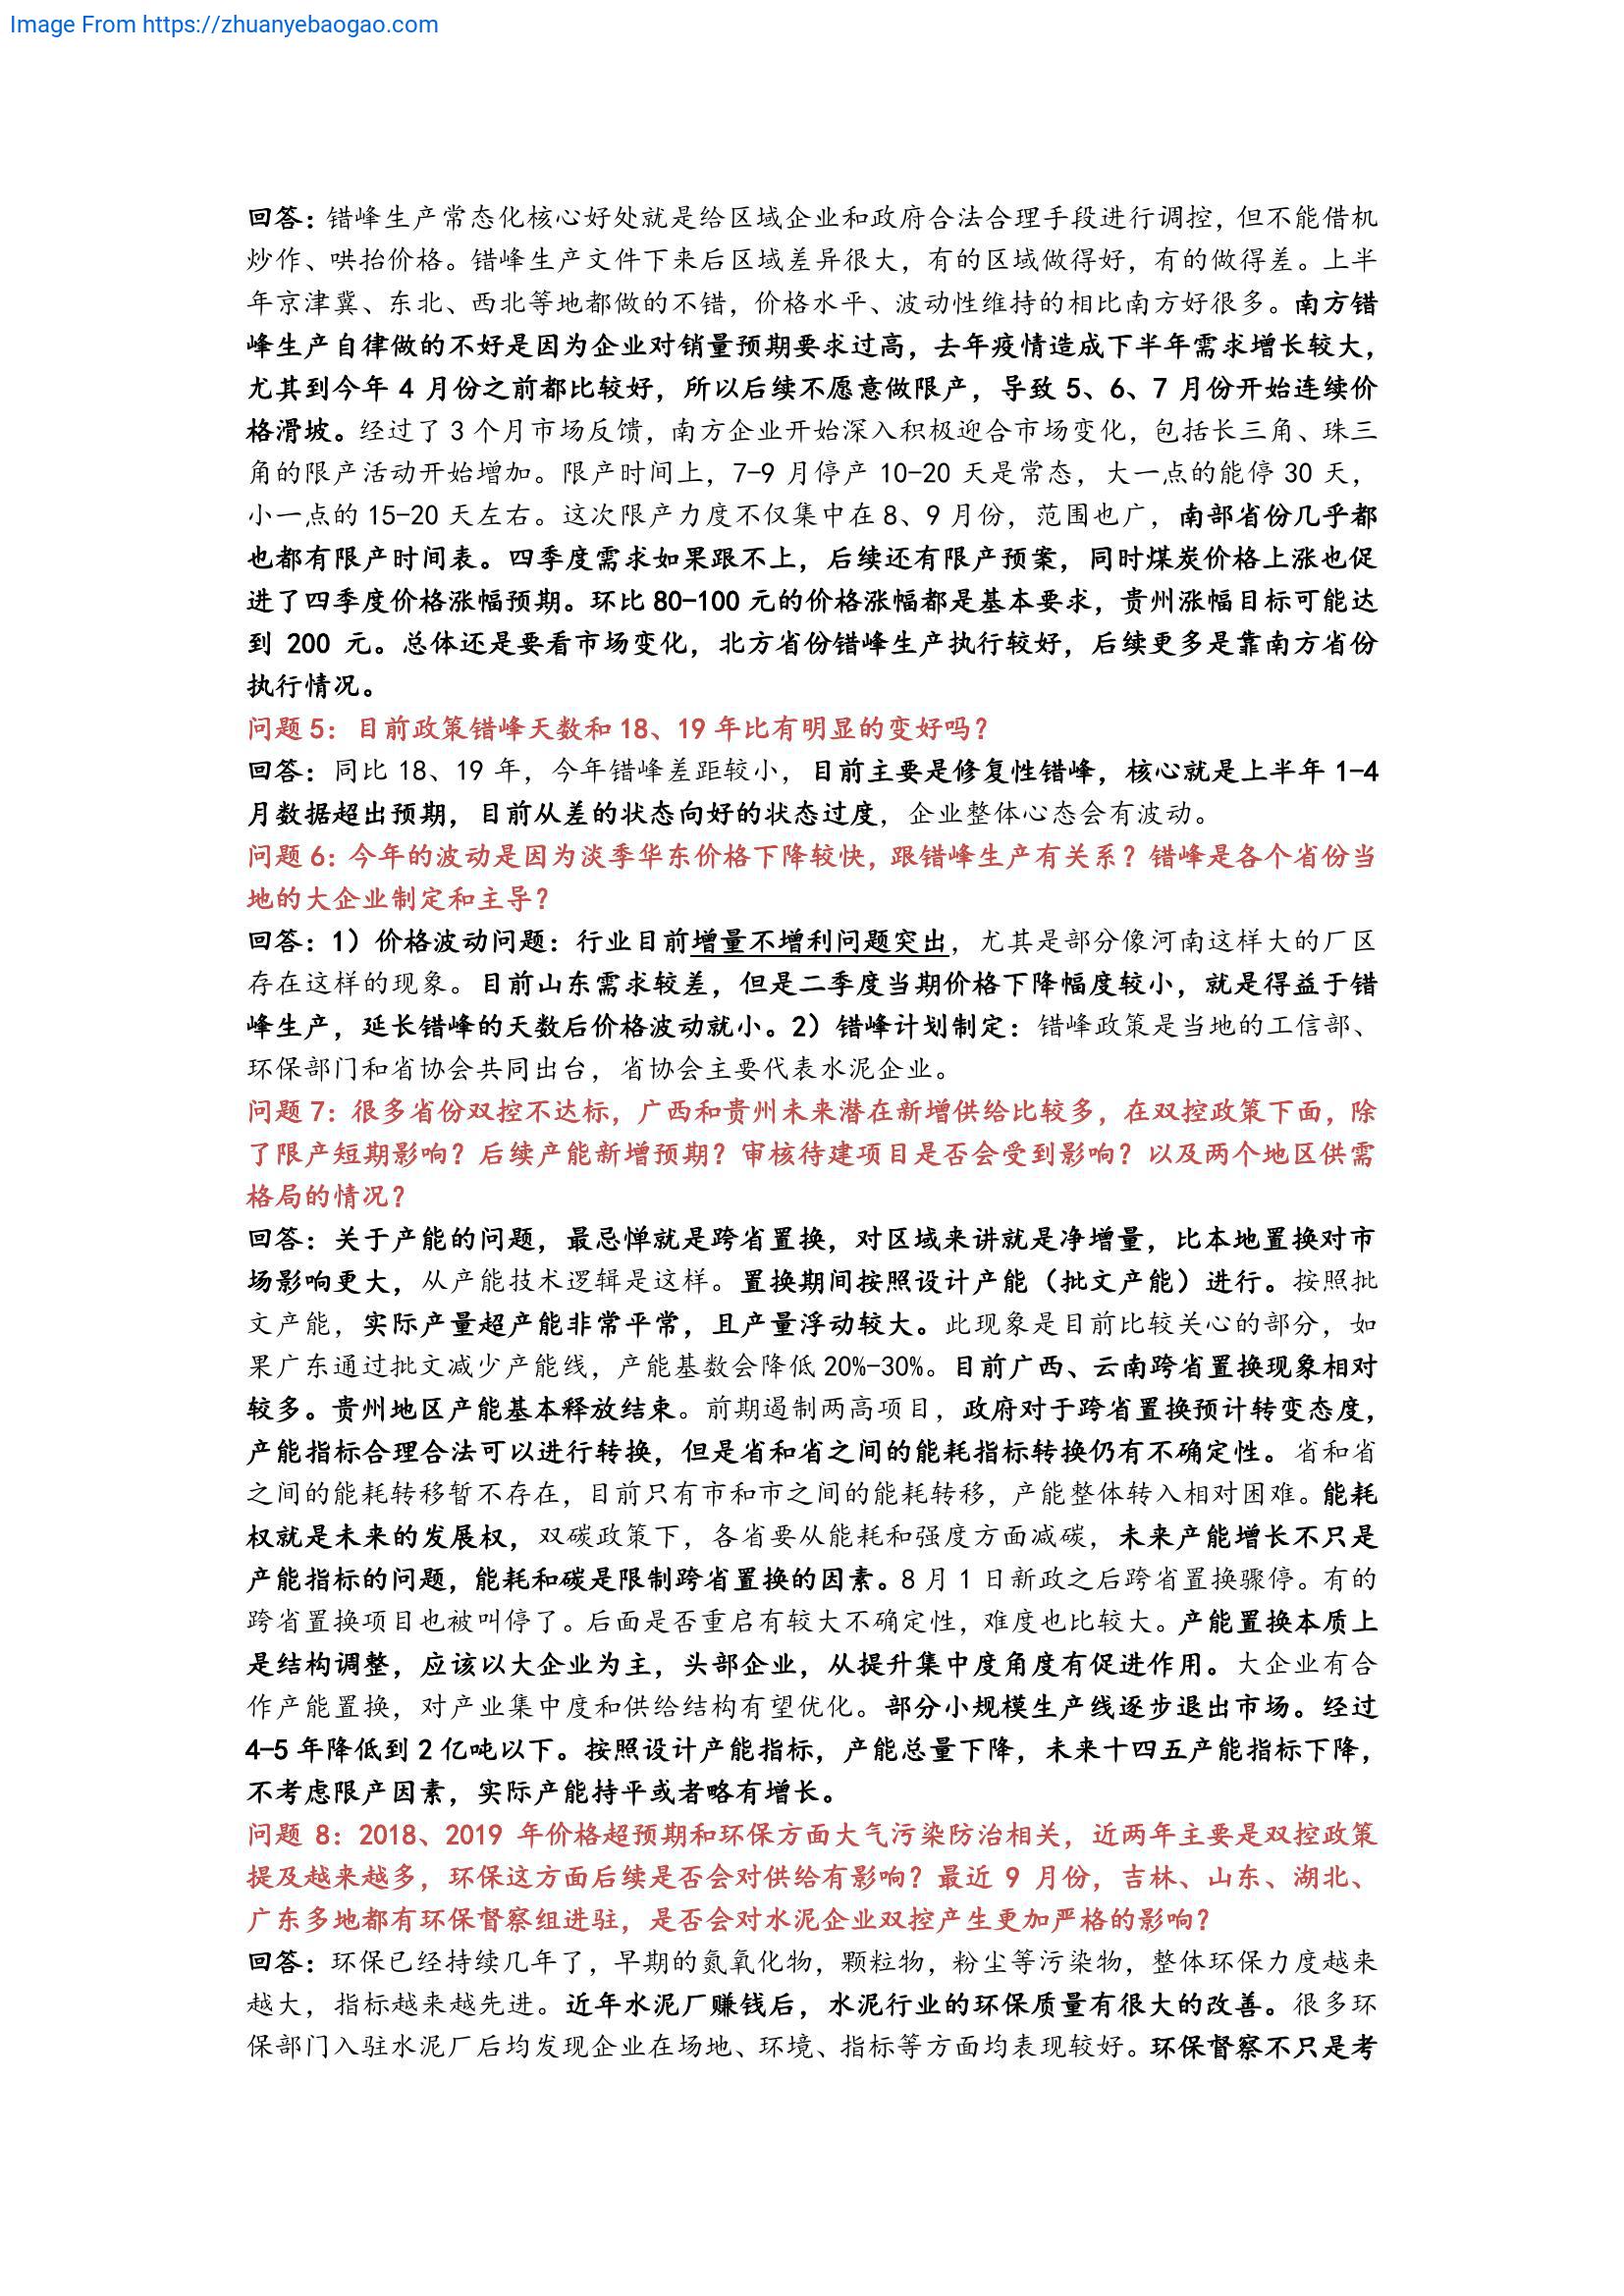 Image From https://zhuanyebaogao.com
回答：错峰生产常态化核心好处就是给区域企业和政府合法合理手段进行调控，但不能借机
炒作、哄抬价格。错峰生产文件下来后区域差异很大，有的区域做得好，有的做得差。上半
年京津冀、东北、西北等地都做的不错，价格水平、波动性维持的相比南方好很多。南方错
峰生产自律做的不好是因为企业对销量预期要求过高，去年疫情造成下半年需求增长较大，
尤其到今年 4 月份之前都比较好，所以后续不愿意做限产，导致 5、6、7 月份开始连续价
格滑坡。经过了 3 个月市场反馈，南方企业开始深入积极迎合市场变化，包括长三角、珠三
角的限产活动开始增加。限产时间上，7-9 月停产 10-20 天是常态，大一点的能停 30 天，
小一点的 15-20 天左右。这次限产力度不仅集中在 8、9 月份，范围也广，南部省份几乎都
也都有限产时间表。四季度需求如果跟不上，后续还有限产预案，同时煤炭价格上涨也促
进了四季度价格涨幅预期。环比 80-100 元的价格涨幅都是基本要求，贵州涨幅目标可能达
到 200 元。总体还是要看市场变化，北方省份错峰生产执行较好，后续更多是靠南方省份
执行情况。
问题 5：目前政策错峰天数和 18、19 年比有明显的变好吗？
回答：同比 18、19 年，今年错峰差距较小，目前主要是修复性错峰，核心就是上半年 1-4
月数据超出预期，目前从差的状态向好的状态过度，企业整体心态会有波动。
问题 6：今年的波动是因为淡季华东价格下降较快，跟错峰生产有关系？错峰是各个省份当
地的大企业制定和主导？
回答：1）价格波动问题：行业目前增量不增利问题突出，尤其是部分像河南这样大的厂区
存在这样的现象。目前山东需求较差，但是二季度当期价格下降幅度较小，就是得益于错
峰生产，延长错峰的天数后价格波动就小。2）错峰计划制定：错峰政策是当地的工信部、
环保部门和省协会共同出台，省协会主要代表水泥企业。
问题 7：很多省份双控不达标，广西和贵州未来潜在新增供给比较多，在双控政策下面，除
了限产短期影响？后续产能新增预期？审核待建项目是否会受到影响？以及两个地区供需
格局的情况？
回答：关于产能的问题，最忌惮就是跨省置换，对区域来讲就是净增量，比本地置换对市
场影响更大，从产能技术逻辑是这样。置换期间按照设计产能（批文产能）进行。按照批
文产能，实际产量超产能非常平常，且产量浮动较大。此现象是目前比较关心的部分，如
果广东通过批文减少产能线，产能基数会降低 20%-30%。目前广西、云南跨省置换现象相对
较多。贵州地区产能基本释放结束。前期遏制两高项目，政府对于跨省置换预计转变态度，
产能指标合理合法可以进行转换，但是省和省之间的能耗指标转换仍有不确定性。省和省
之间的能耗转移暂不存在，目前只有市和市之间的能耗转移，产能整体转入相对困难。能耗
权就是未来的发展权，双碳政策下，各省要从能耗和强度方面减碳，未来产能增长不只是
产能指标的问题，能耗和碳是限制跨省置换的因素。8 月 1 日新政之后跨省置换骤停。有的
跨省置换项目也被叫停了。后面是否重启有较大不确定性，难度也比较大。产能置换本质上
是结构调整，应该以大企业为主，头部企业，从提升集中度角度有促进作用。大企业有合
作产能置换，对产业集中度和供给结构有望优化。部分小规模生产线逐步退出市场。经过
4-5 年降低到 2 亿吨以下。按照设计产能指标，产能总量下降，未来十四五产能指标下降，
不考虑限产因素，实际产能持平或者略有增长。
问题 8：2018、2019 年价格超预期和环保方面大气污染防治相关，近两年主要是双控政策
提及越来越多，环保这方面后续是否会对供给有影响？最近 9 月份，吉林、山东、湖北、
广东多地都有环保督察组进驻，是否会对水泥企业双控产生更加严格的影响？
回答：环保已经持续几年了，早期的氮氧化物，颗粒物，粉尘等污染物，整体环保力度越来
越大，指标越来越先进。近年水泥厂赚钱后，水泥行业的环保质量有很大的改善。很多环
保部门入驻水泥厂后均发现企业在场地、环境、指标等方面均表现较好。环保督察不只是考